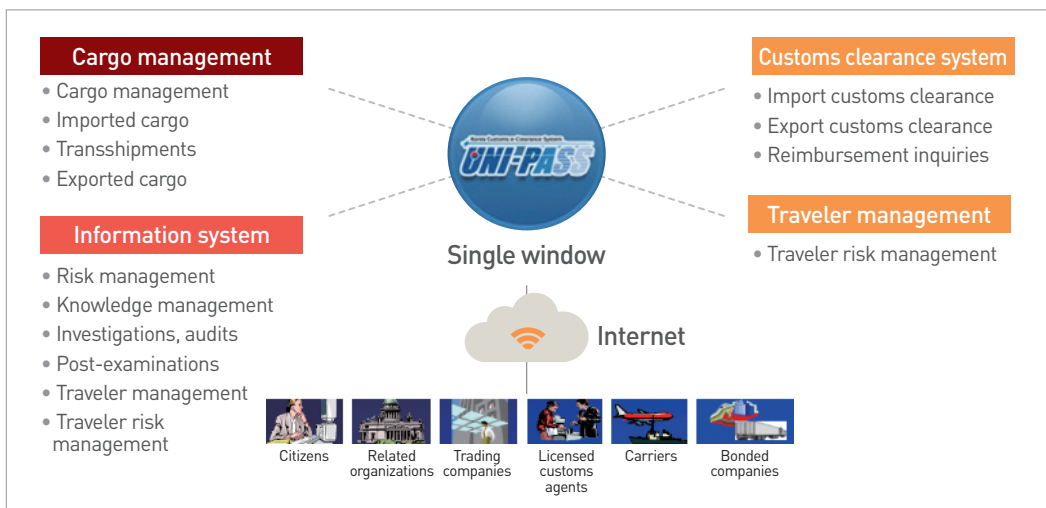 Cargo management
• Cargo management
• Imported cargo
• Transshipments
• Exported cargo
Information system
• Risk management
• Knowledge management
• Investigations, audits
• Post-examinations
• Traveler management
• Traveler risk
management
Korea Customs e-Clearance System
UNI-PASS
Single window
Internet
Customs clearance system
• Import customs clearance
• Export customs clearance
• Reimbursement inquiries
Traveler management
• Traveler risk management
Citizens
Related
organizations
Trading
companies
Licensed
customs
agents
Carriers
Bonded
companies